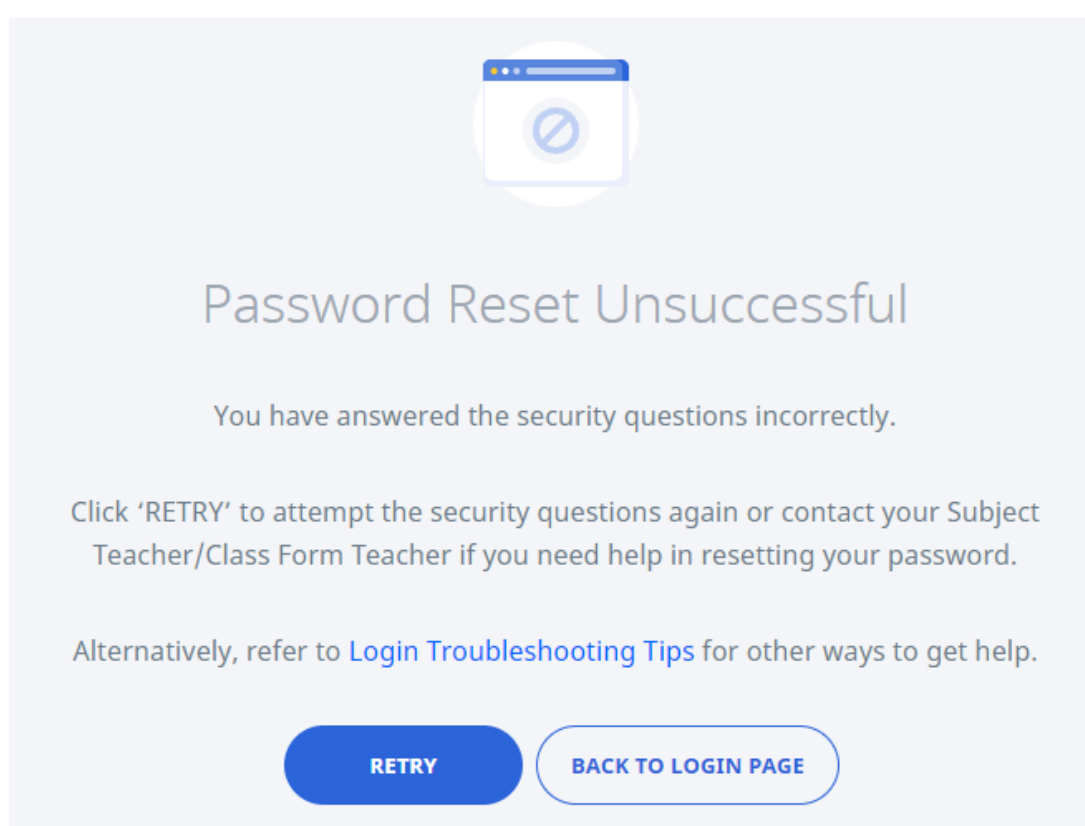 Password Reset Unsuccessful
You have answered the security questions incorrectly.
Click ‘RETRY’ to attempt the security questions again or contact your Subject
Teacher/Class Form Teacher if you need help in resetting your password.
Alternatively, refer to Login Troubleshooting Tips for other ways to get help.
RETRY
BACK TO LOGIN PAGE